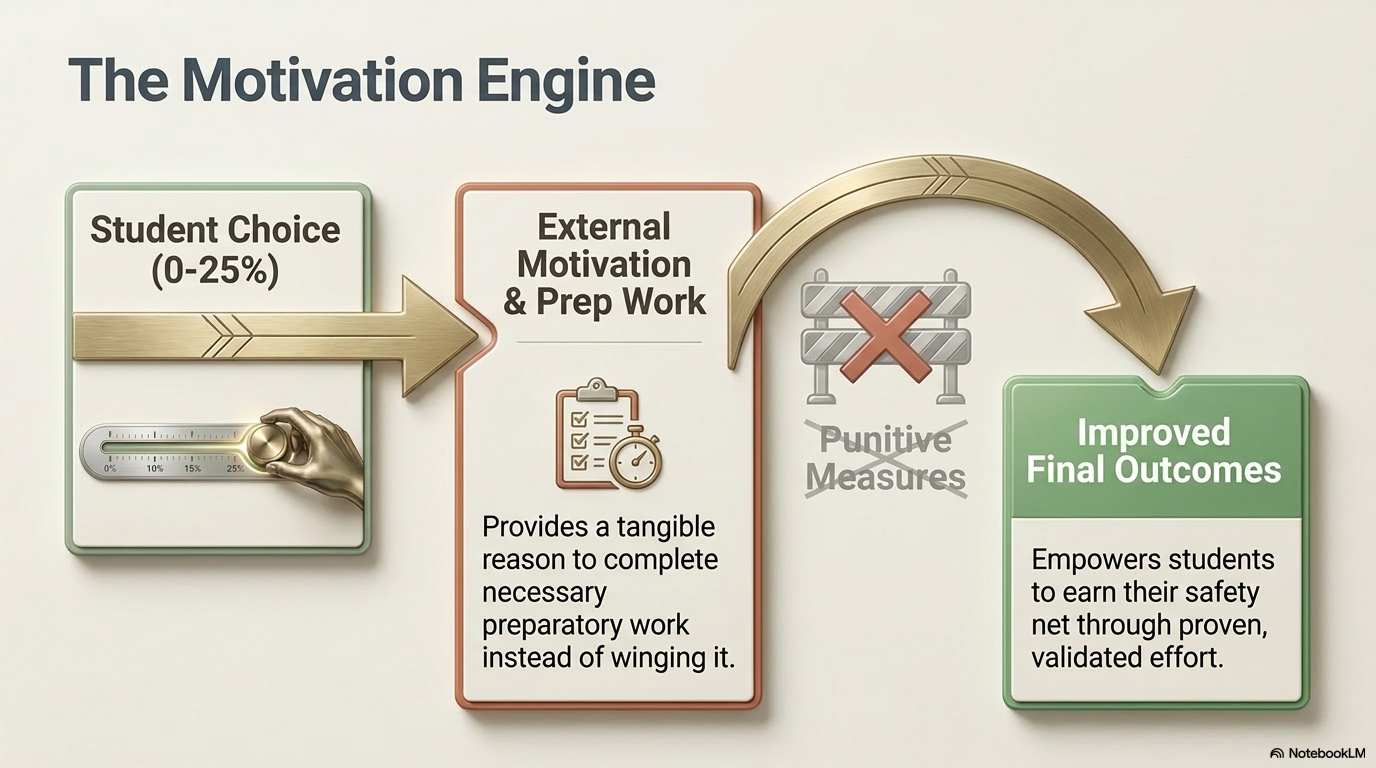 The Motivation Engine
Student Choice
(0-25%)
0% 10% 15% 25%
External
Motivation
& Prep Work
Provides a tangible
reason to complete
necessary
preparatory work
instead of winging it.
Punitive
Measures
Improved
Final Outcomes
Empowers students
to earn their safety
net through proven,
validated effort.
NotebookLM